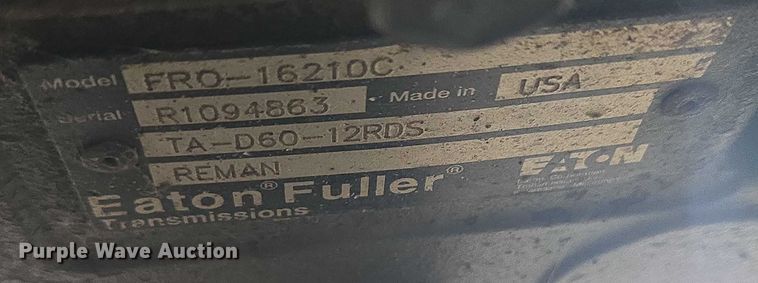 Model FRO-16210C
Serial R1094863 Made in USA
TA-D60-12RDS
REMAN
Eaton® Fuller®
Transmissions
EATON
Purple Wave Auction